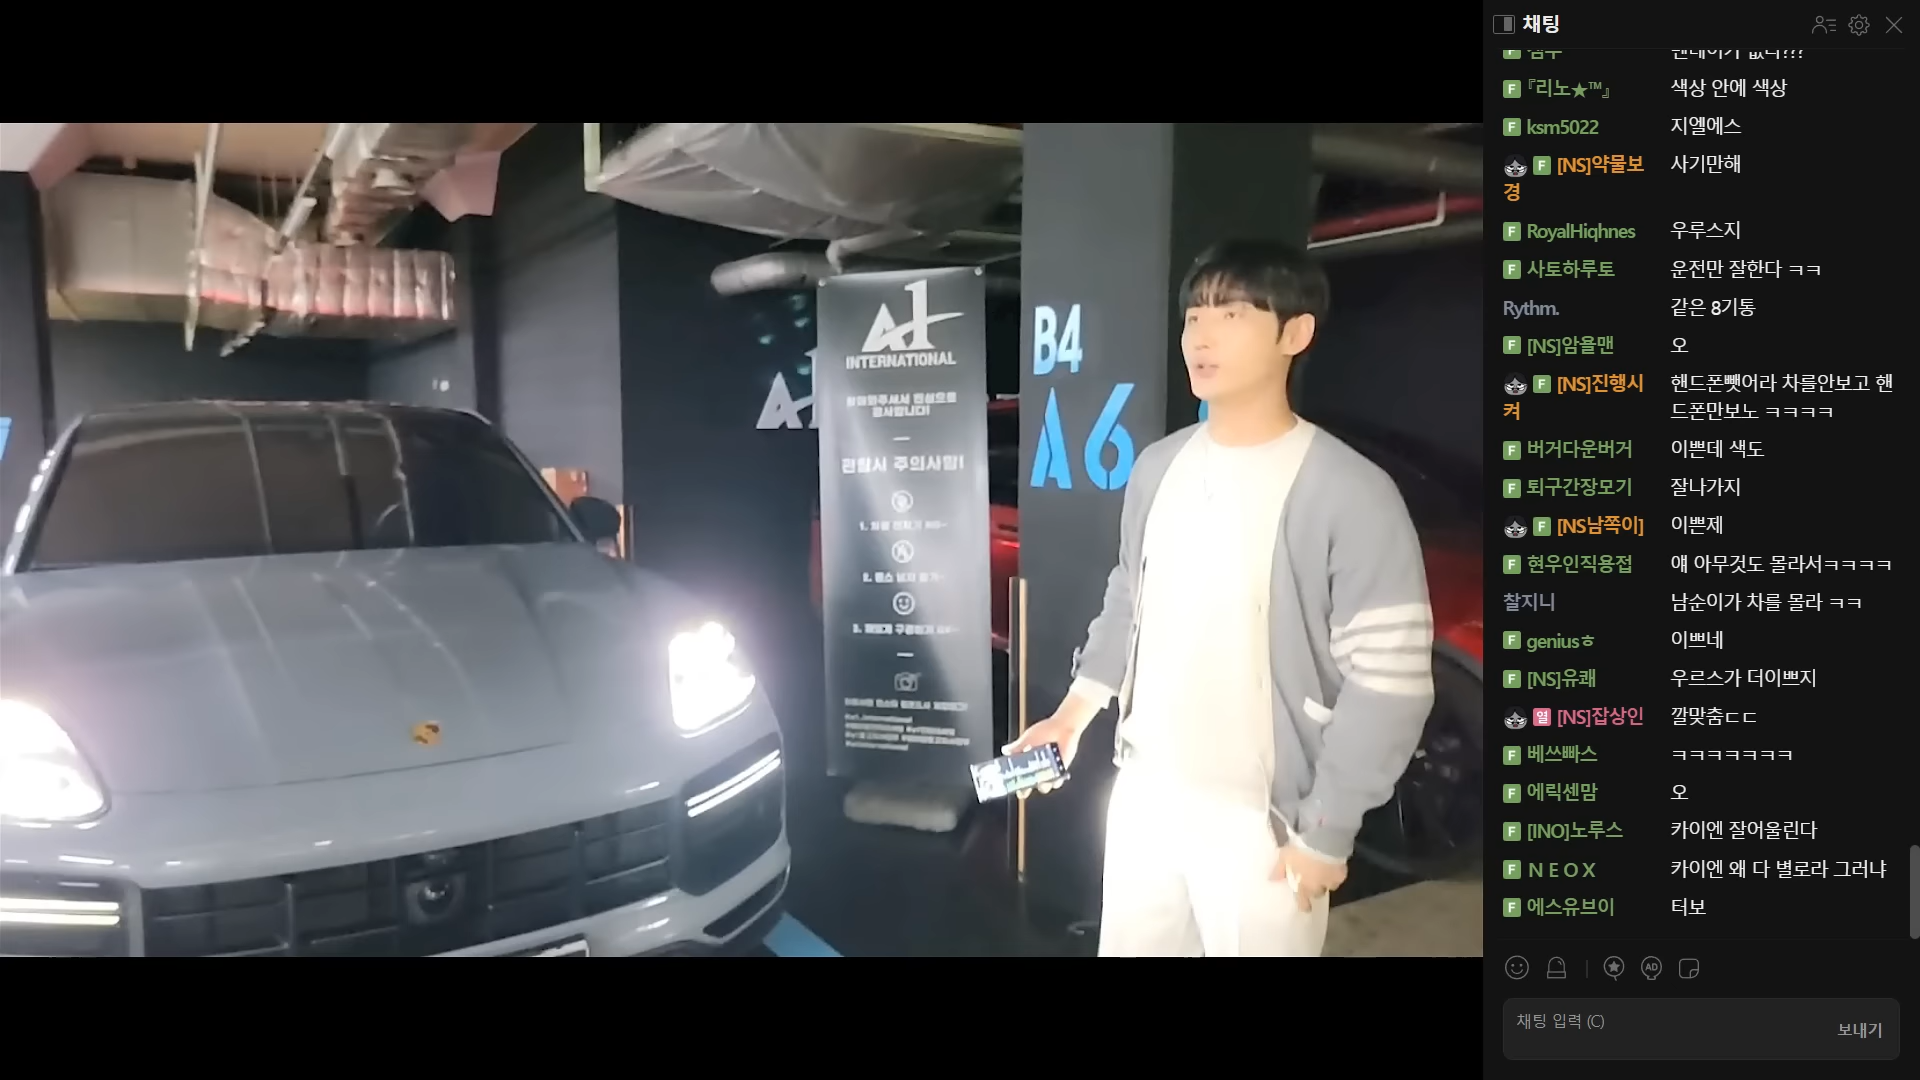 A1
INTERNATIONAL
관람시 주의사항!
B4
A6
채팅
『리노★™』 색상 안에 색상
ksm5022 지엘에스
[NS]약물보경 사기만해
RoyalHiqhnes 우루스지
사토하루토 운전만 잘한다 ㅋㅋ
Rythm. 같은 8기통
[NS]암욜맨 오
[NS]진행시켜 핸드폰뺏어라 차를안보고 핸
드폰만보노 ㅋㅋㅋㅋ
버거다운버거 이쁜데 색도
퇴구간장모기 잘나가지
[NS남쪽이] 이쁜제
현우인직용접 얘 아무것도 몰라서ㅋㅋㅋㅋ
찰지니 남순이가 차를 몰라 ㅋㅋ
geniusㅎ 이쁘네
[NS]유쾌 우르스가 더이쁘지
열 [NS]잡상인 깔맞춤ㄷㄷ
베쓰빠스 ㅋㅋㅋㅋㅋㅋㅋ
에릭센맘 오
[INO]노루스 카이엔 잘어울린다
N E O X 카이엔 왜 다 별로라 그러냐
에스유브이 터보
채팅 입력 (C)
보내기